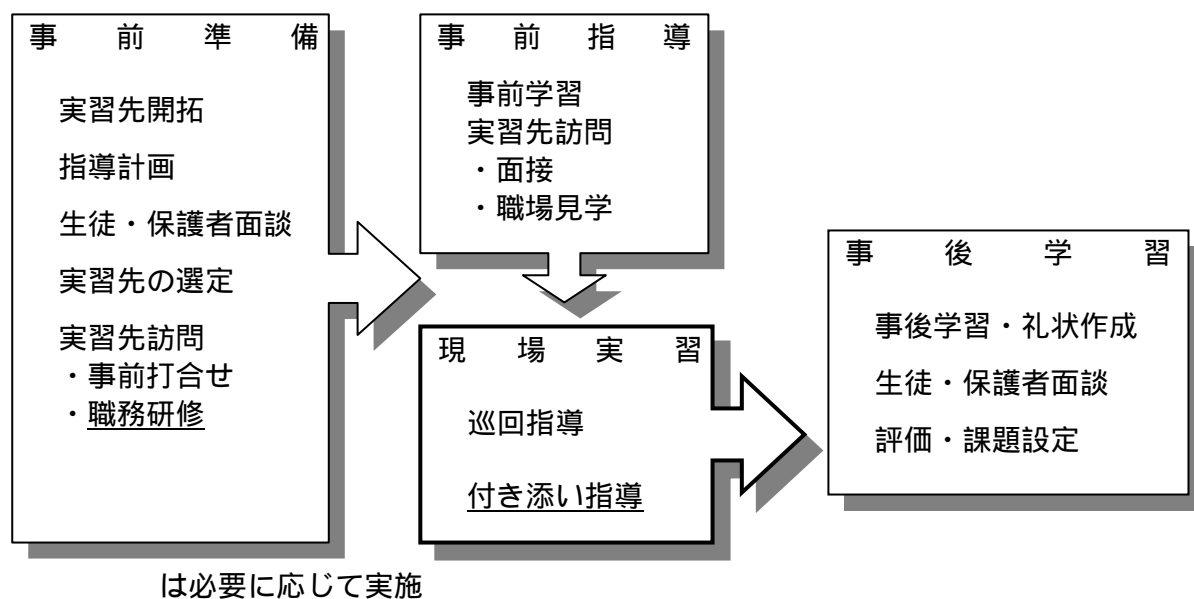 事前準備
実習先開拓
指導計画
生徒・保護者面談
実習先の選定
実習先訪問
・事前打合せ
・職務研修
事前指導
事前学習
実習先訪問
・面接
・職場見学
現場実習
巡回指導
付き添い指導
事後学習
事後学習・礼状作成
生徒・保護者面談
評価・課題設定
は必要に応じて実施